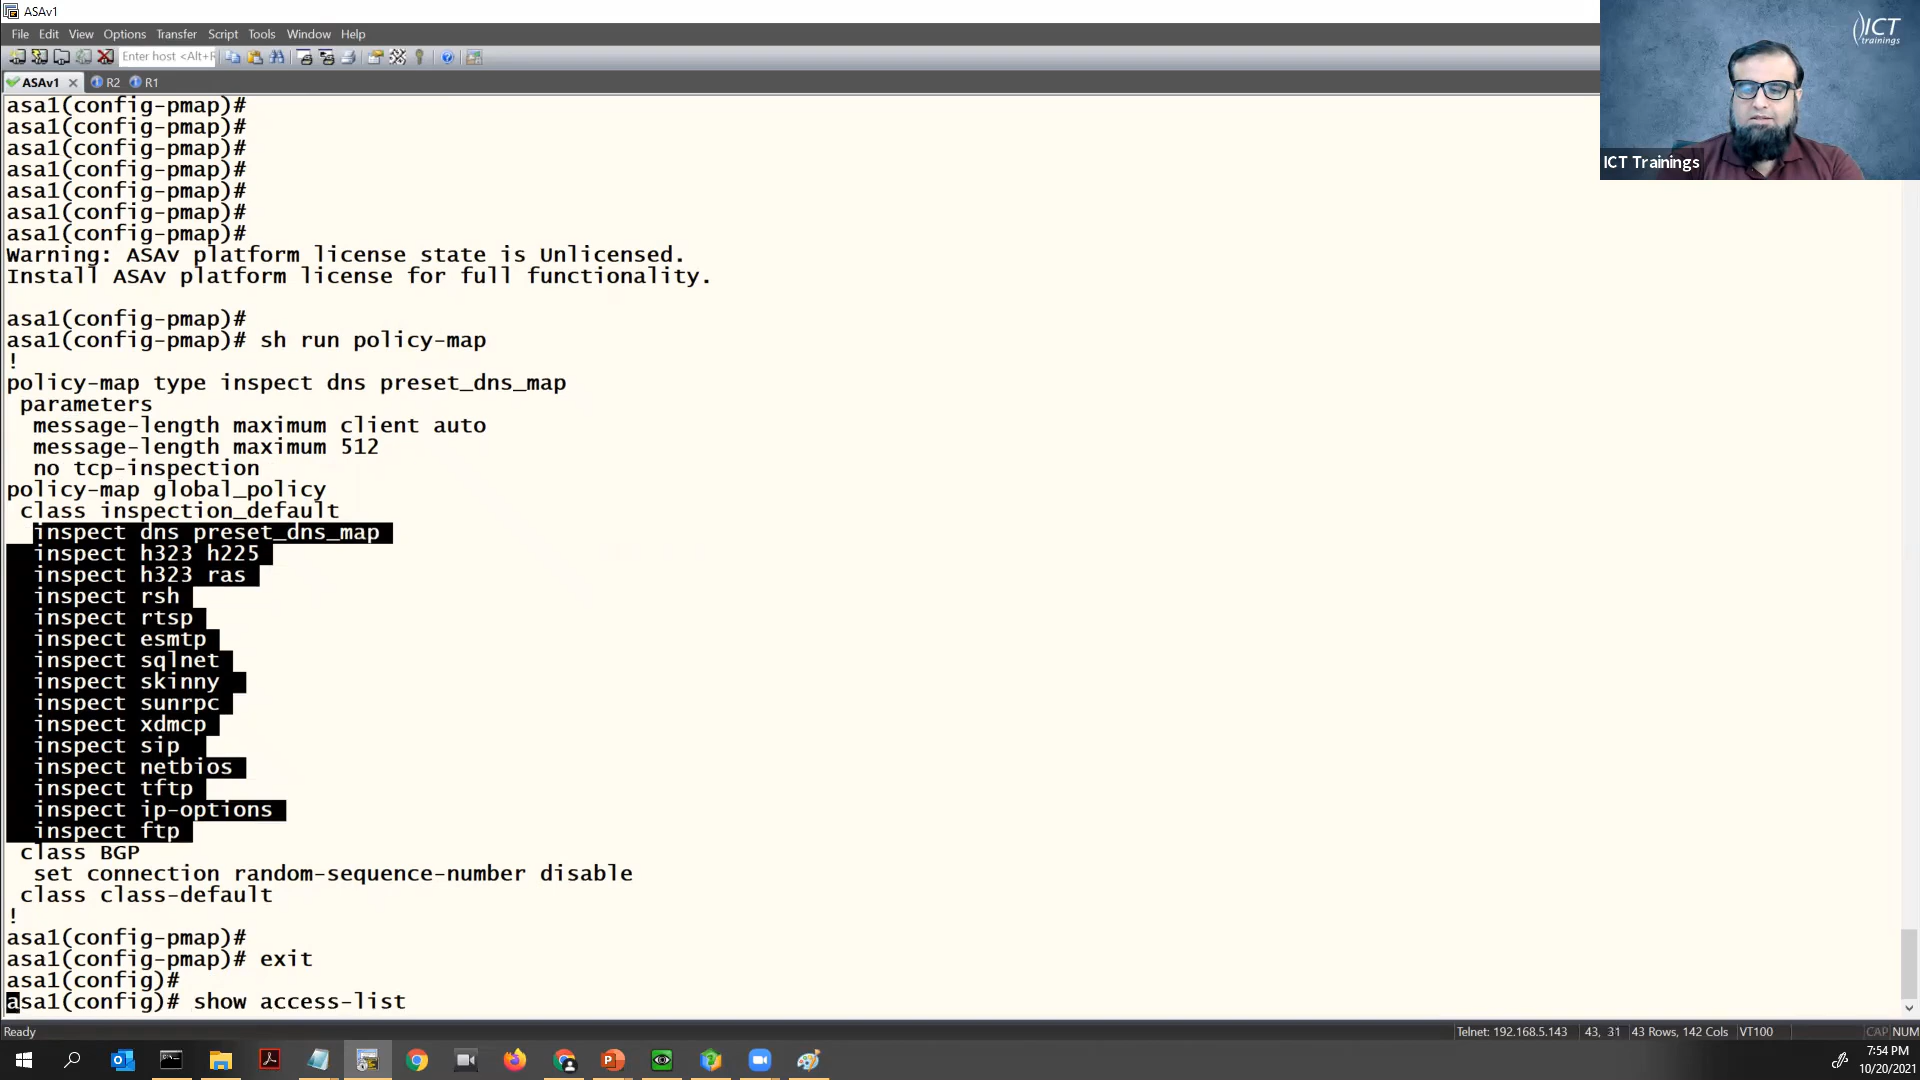 ASAv1
File Edit View Options Transfer Script Tools Window Help
Enter host <Alt+R
ASAv1 R2 R1
asa1(config-pmap)#
asa1(config-pmap)#
asa1(config-pmap)#
asa1(config-pmap)#
asa1(config-pmap)#
asa1(config-pmap)#
asa1(config-pmap)#
Warning: ASAv platform license state is Unlicensed.
Install ASAv platform license for full functionality.
asa1(config-pmap)#
asa1(config-pmap)# sh run policy-map
!
policy-map type inspect dns preset_dns_map
parameters
message-length maximum client auto
message-length maximum 512
no tcp-inspection
policy-map global_policy
class inspection_default
inspect dns preset_dns_map
inspect h323 h225
inspect h323 ras
inspect rsh
inspect rtsp
inspect esmtp
inspect sqlnet
inspect skinny
inspect sunrpc
inspect xdmcp
inspect sip
inspect netbios
inspect tftp
inspect ip-options
inspect ftp
class BGP
set connection random-sequence-number disable
class class-default
!
asa1(config-pmap)#
asa1(config-pmap)# exit
asa1(config)#
asa1(config)# show access-list
ICT
trainings
ICT Trainings
Ready
Telnet: 192.168.5.143 43, 31 43 Rows, 142 Cols VT100 CAP NUM
7:54 PM
10/20/2021